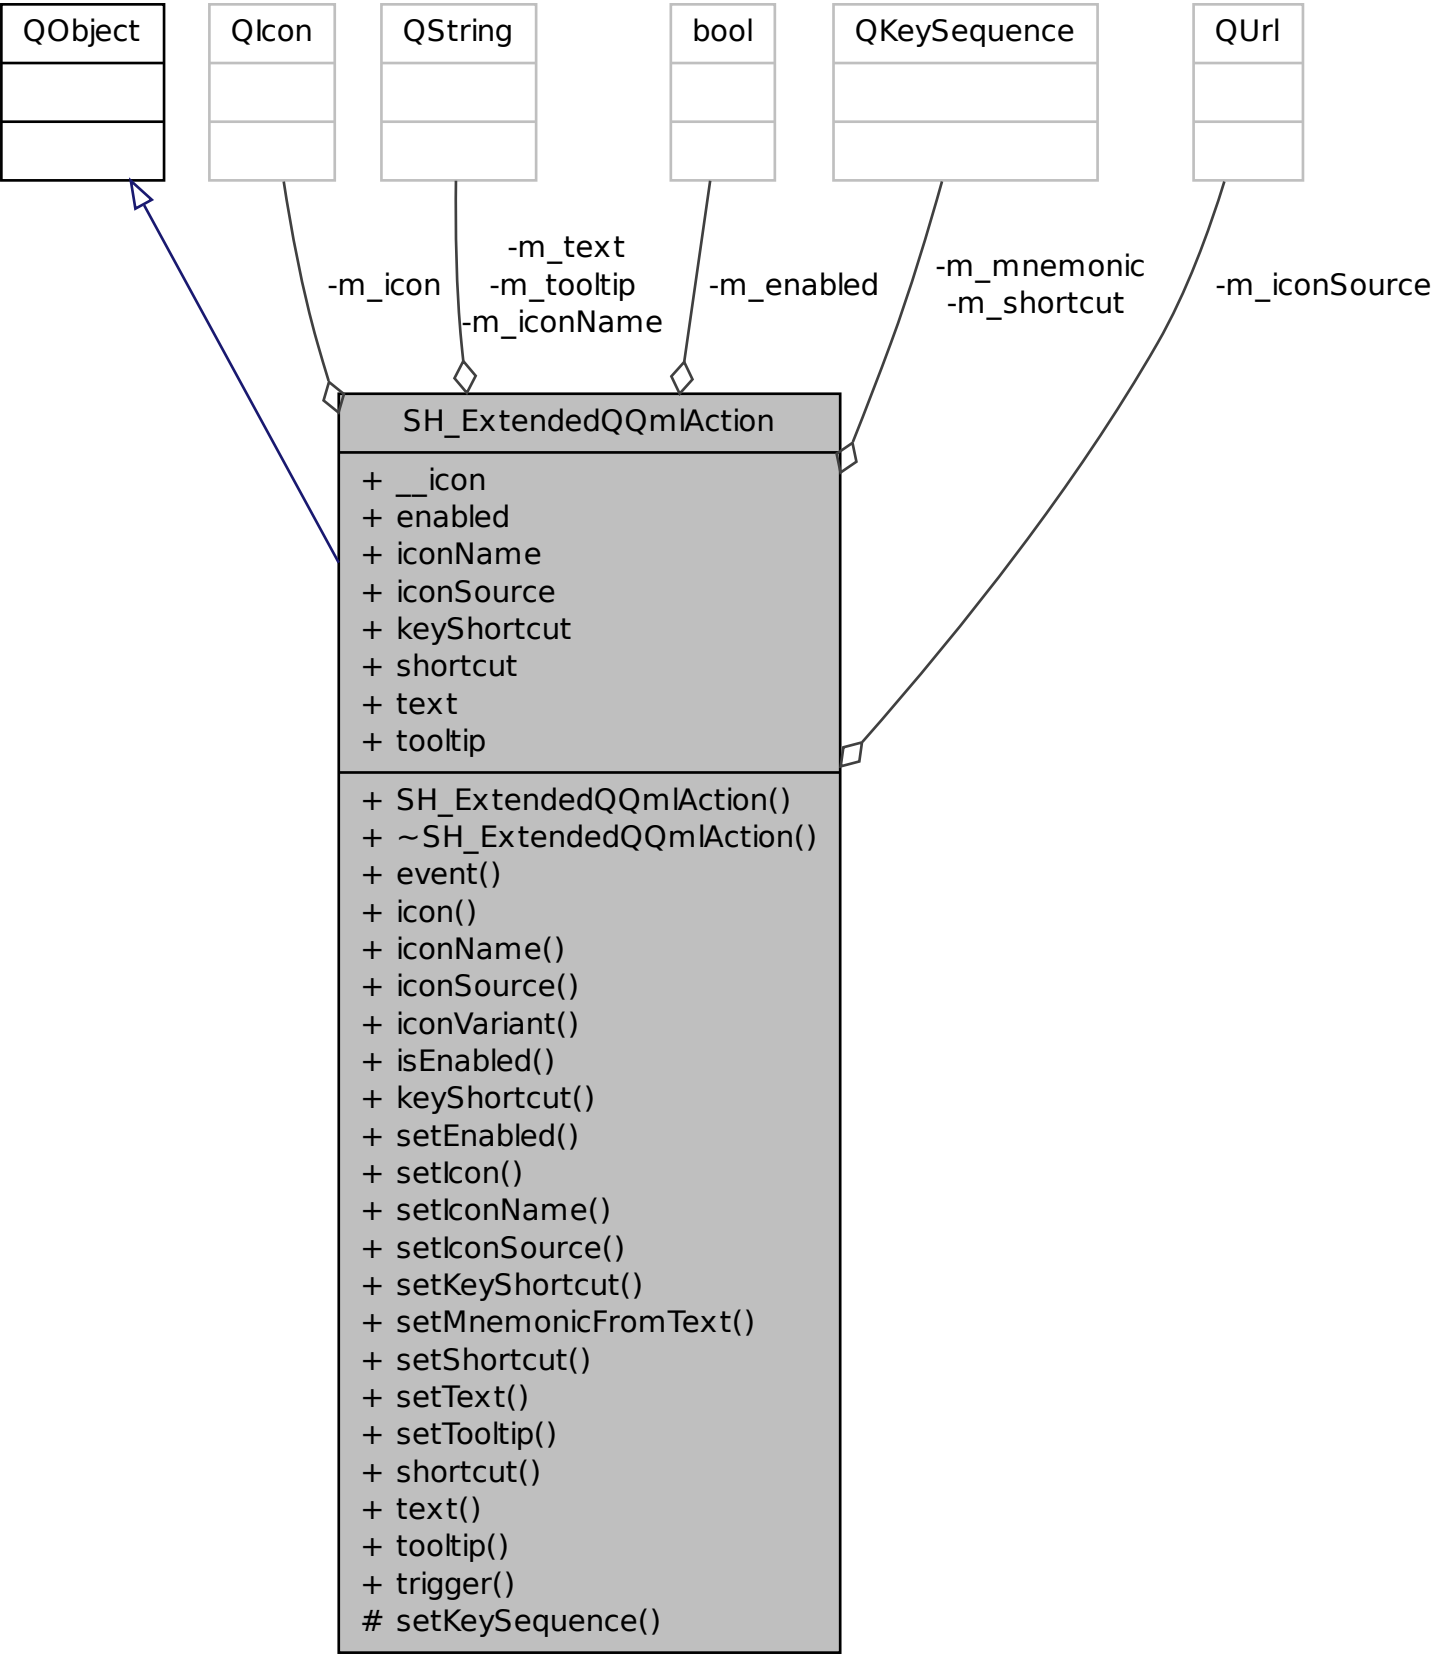 QObject
QIcon
QString
bool
QKeySequence
QUrl
-m_icon
-m_text
-m_tooltip
-m_iconName
-m_enabled
-m_mnemonic
-m_shortcut
-m_iconSource
SH_ExtendedQQmlAction
+ __icon
+ enabled
+ iconName
+ iconSource
+ keyShortcut
+ shortcut
+ text
+ tooltip
+ SH_ExtendedQQmlAction()
+ ~SH_ExtendedQQmlAction()
+ event()
+ icon()
+ iconName()
+ iconSource()
+ iconVariant()
+ isEnabled()
+ keyShortcut()
+ setEnabled()
+ setIcon()
+ setIconName()
+ setIconSource()
+ setKeyShortcut()
+ setMnemonicFromText()
+ setShortcut()
+ setText()
+ setTooltip()
+ shortcut()
+ text()
+ tooltip()
+ trigger()
# setKeySequence()